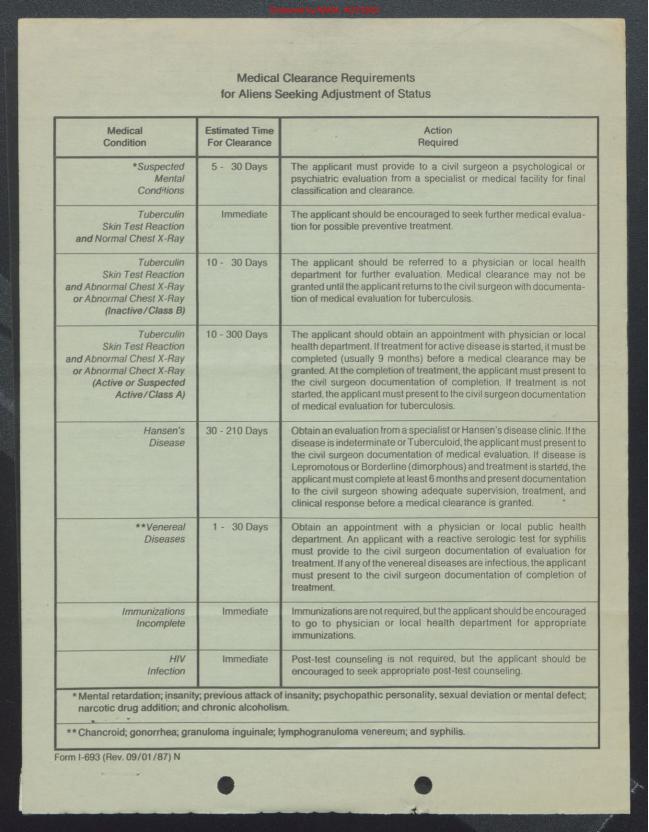 Medical Clearance Requirements
for Aliens Seeking Adjustment of Status
Medical
Condition
Estimated Time
For Clearance
Action
Required
*Suspected
Mental
Conditions
5 - 30 Days
The applicant must provide to a civil surgeon a psychological or
psychiatric evaluation from a specialist or medical facility for final
classification and clearance.
Tuberculin
Skin Test Reaction
and Normal Chest X-Ray
Immediate
The applicant should be encouraged to seek further medical evalua-
tion for possible preventive treatment.
Tuberculin
Skin Test Reaction
and Abnormal Chest X-Ray
or Abnormal Chest X-Ray
(Inactive/Class B)
10 - 30 Days
The applicant should be referred to a physician or local health
department for further evaluation. Medical clearance may not be
granted until the applicant returns to the civil surgeon with documenta-
tion of medical evaluation for tuberculosis.
Tuberculin
Skin Test Reaction
and Abnormal Chest X-Ray
or Abnormal Chest X-Ray
(Active or Suspected
Active/Class A)
10 - 300 Days
The applicant should obtain an appointment with physician or local
health department. If treatment for active disease is started, it must be
completed (usually 9 months) before a medical clearance may be
granted. At the completion of treatment, the applicant must present to
the civil surgeon documentation of completion. If treatment is not
started, the applicant must present to the civil surgeon documentation
of medical evaluation for tuberculosis.
Hansen's
Disease
30 - 210 Days
Obtain an evaluation from a specialist or Hansen's disease clinic. If the
disease is indeterminate or Tuberculoid, the applicant must present to
the civil surgeon documentation of medical evaluation. If disease is
Lepromotous or Borderline (dimorphous) and treatment is started, the
applicant must complete at least 6 months and present documentation
to the civil surgeon showing adequate supervision, treatment, and
clinical response before a medical clearance is granted.
**Venereal
Diseases
1 - 30 Days
Obtain an appointment with a physician or local public health
department. An applicant with a reactive serologic test for syphilis
must provide to the civil surgeon documentation of evaluation for
treatment. If any of the venereal diseases are infectious, the applicant
must present to the civil surgeon documentation of completion of
treatment.
Immunizations
Incomplete
Immediate
Immunizations are not required, but the applicant should be encouraged
to go to physician or local health department for appropriate
immunizations.
HIV
Infection
Immediate
Post-test counseling is not required, but the applicant should be
encouraged to seek appropriate post-test counseling.
* Mental retardation; insanity; previous attack of insanity; psychopathic personality, sexual deviation or mental defect;
narcotic drug addition; and chronic alcoholism.
** Chancroid; gonorrhea; granuloma inguinale; lymphogranuloma venereum; and syphilis.
Form I-693 (Rev. 09/01/87) N